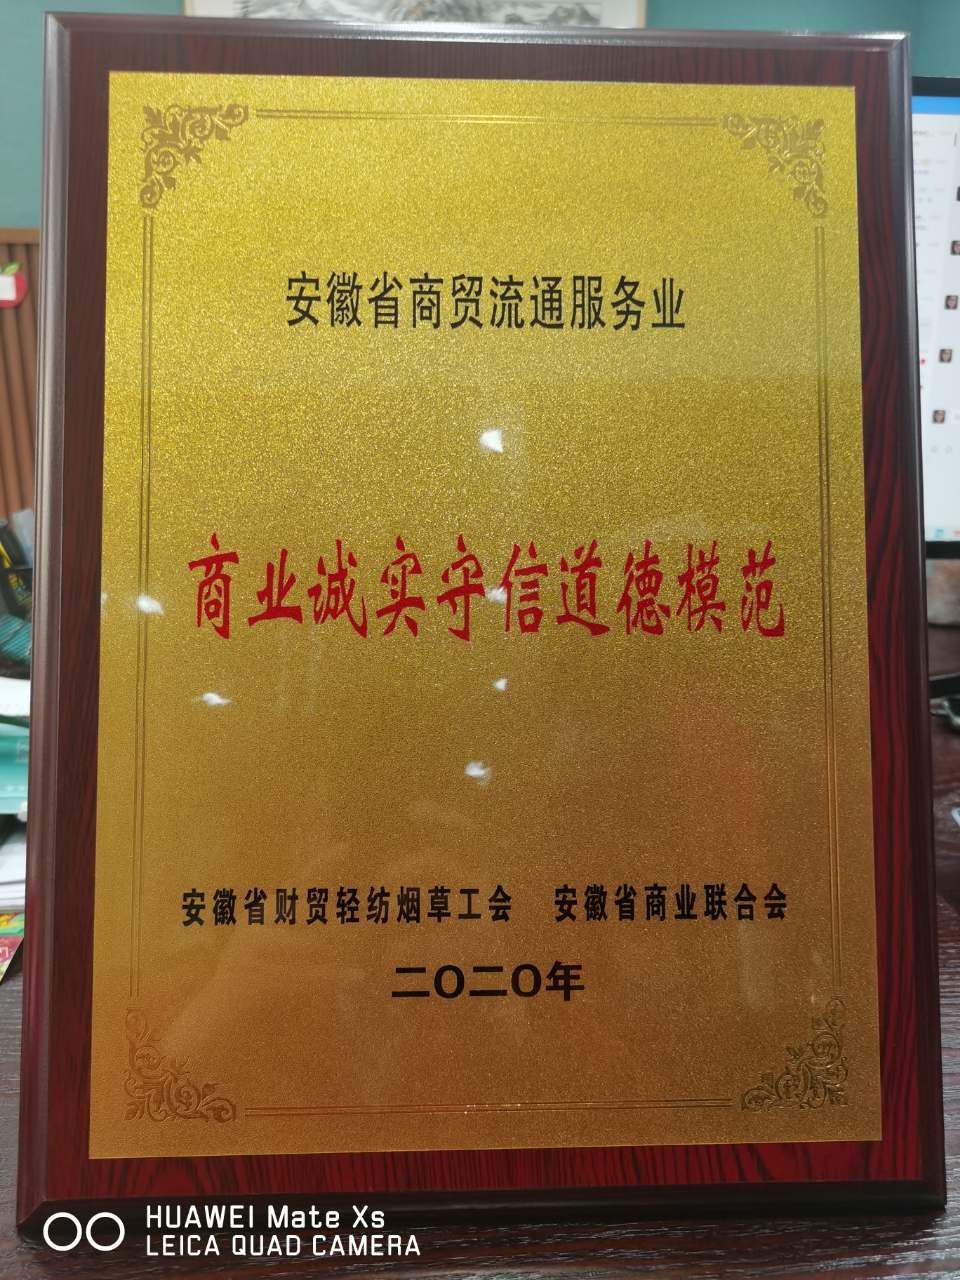 安徽省商贸流通服务业
商业诚实守信道德模范
安徽省财贸轻纺烟草工会 安徽省商业联合会
二〇二〇年
HUAWEI Mate Xs
LEICA QUAD CAMERA